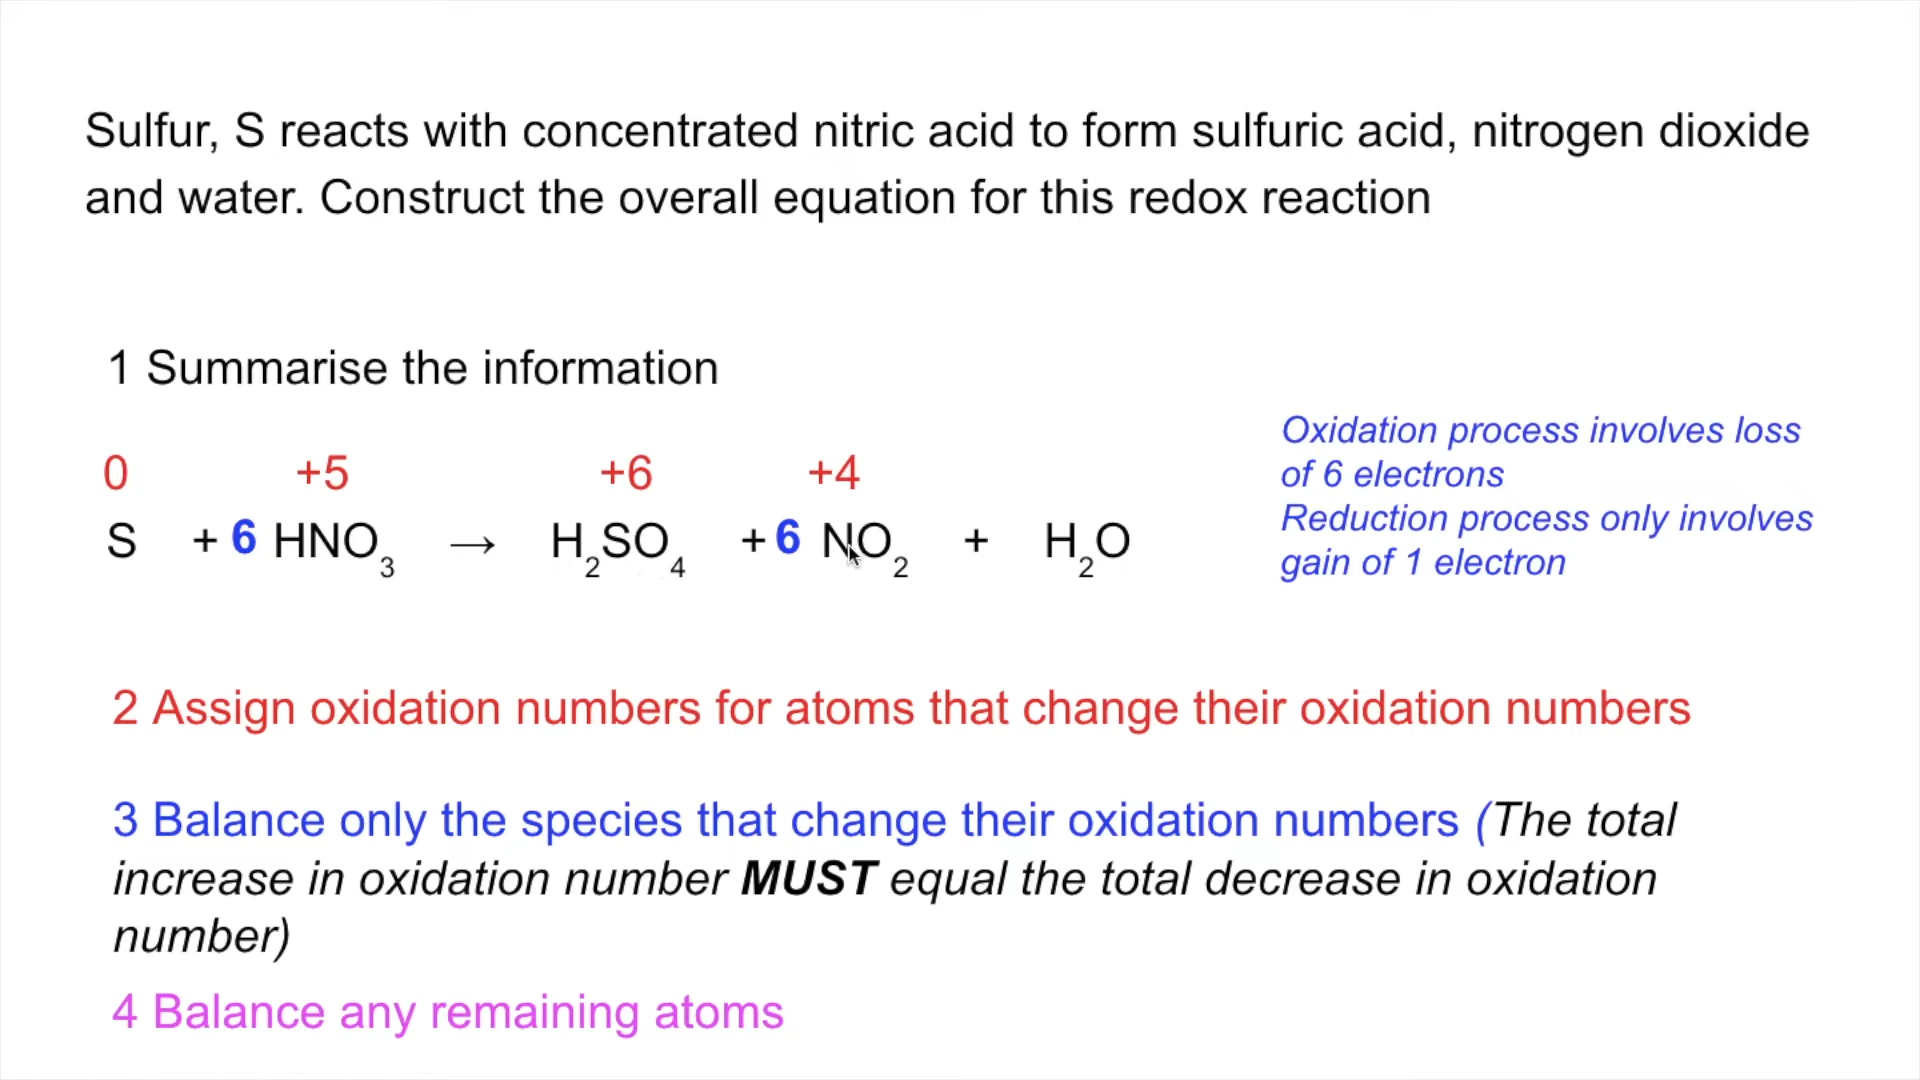 Sulfur, S reacts with concentrated nitric acid to form sulfuric acid, nitrogen dioxide
and water. Construct the overall equation for this redox reaction
1 Summarise the information
0 +5 +6 +4
S + 6 HNO₃ → H₂SO₄ + 6 NO₂ + H₂O
Oxidation process involves loss
of 6 electrons
Reduction process only involves
gain of 1 electron
2 Assign oxidation numbers for atoms that change their oxidation numbers
3 Balance only the species that change their oxidation numbers (The total
increase in oxidation number MUST equal the total decrease in oxidation
number)
4 Balance any remaining atoms